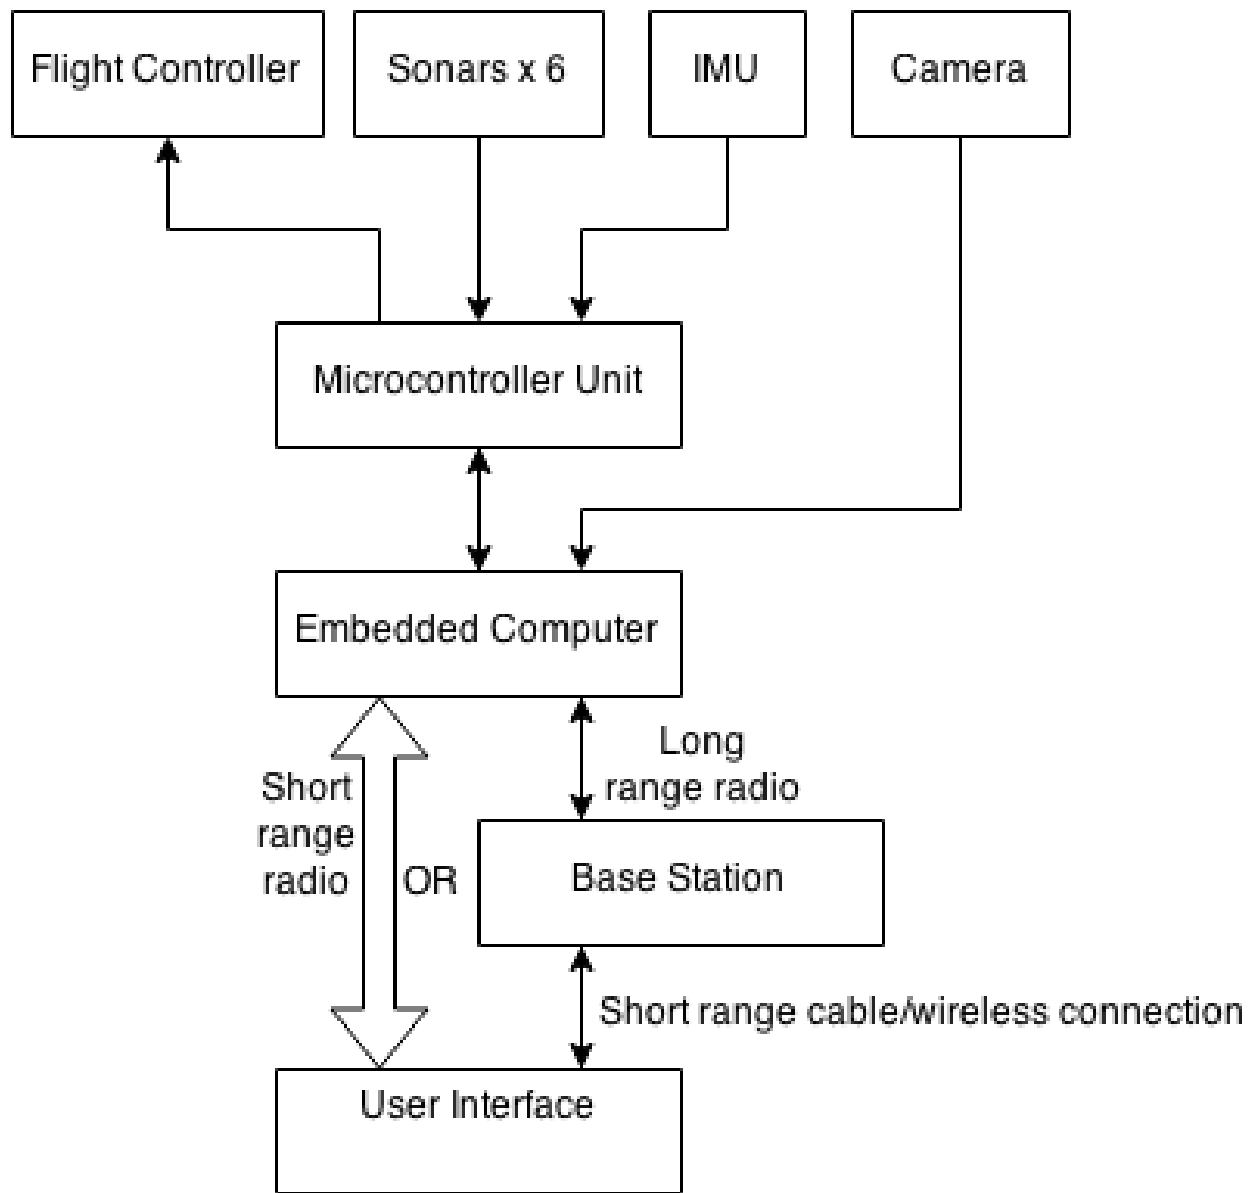 Flight Controller
Sonars x 6
IMU
Camera
Microcontroller Unit
Embedded Computer
Long
range radio
Short
range
radio
OR
Base Station
Short range cable/wireless connection
User Interface